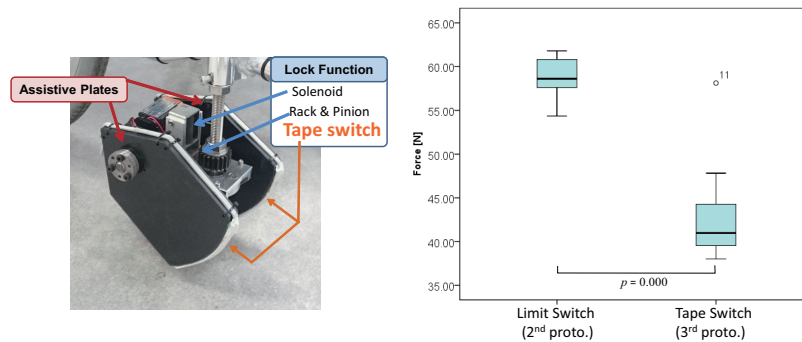 Lock Function
Solenoid
Rack & Pinion
Tape switch
Assistive Plates
65.00
60.00
55.00
50.00
45.00
40.00
35.00
Force [N]
11
p = 0.000
Limit Switch
(2nd proto.)
Tape Switch
(3rd proto.)